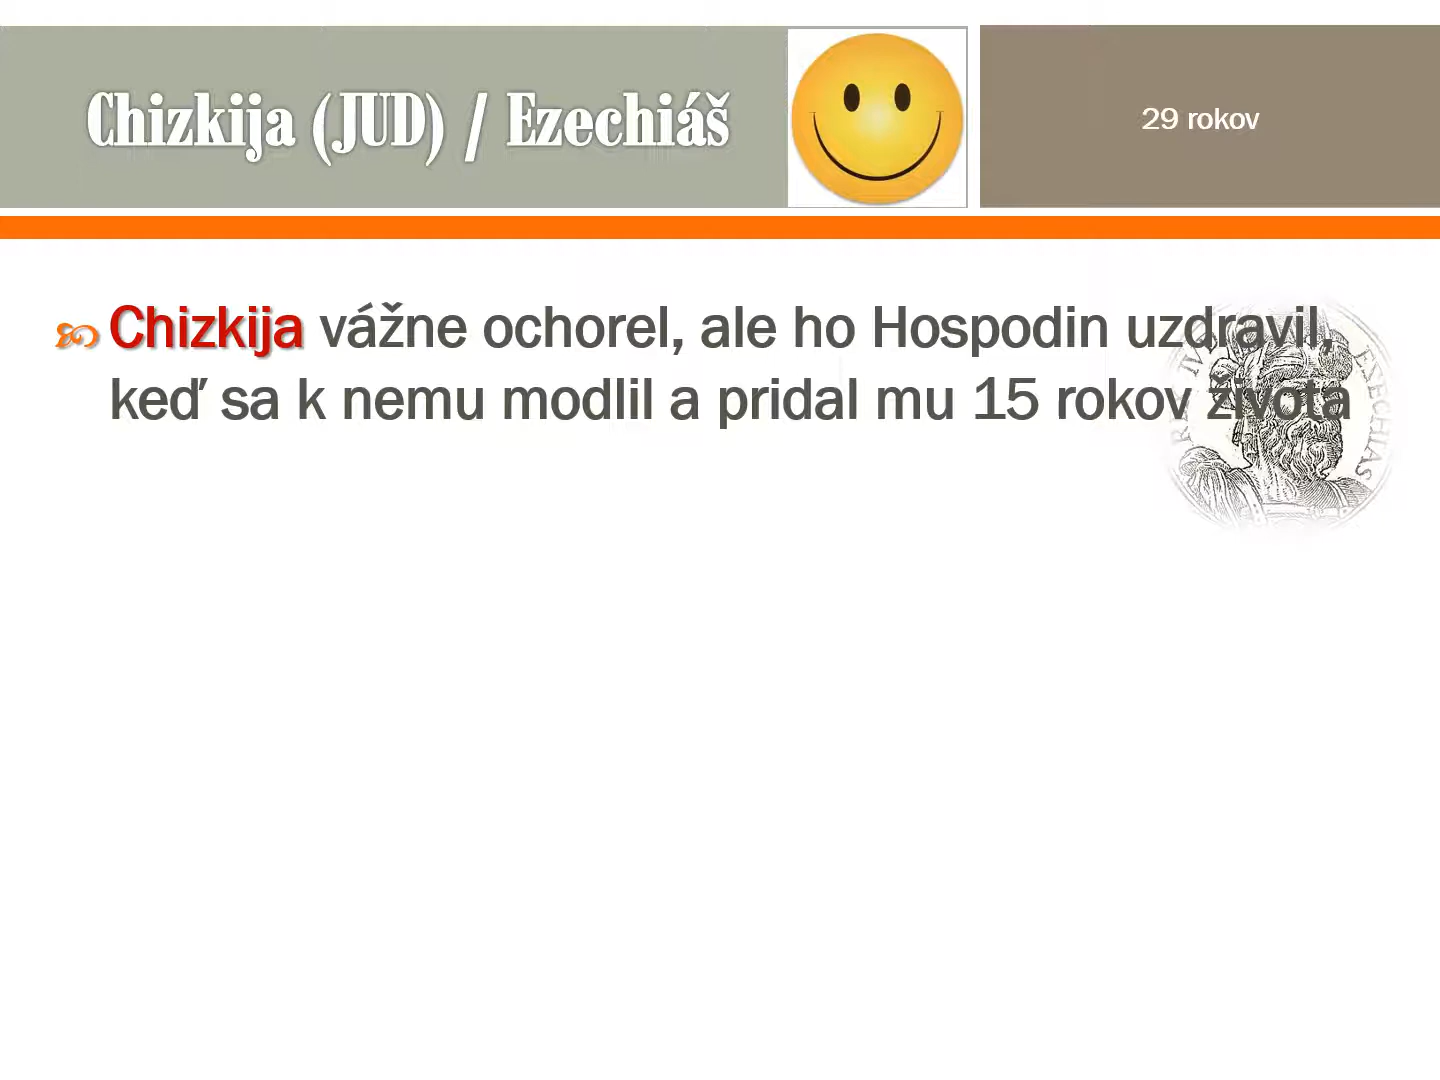 Chizkija (JUD) / Ezechiáš
29 rokov
Chizkija vážne ochorel, ale ho Hospodin uzdravil,
keď sa k nemu modlil a pridal mu 15 rokov života
ESECHIAS